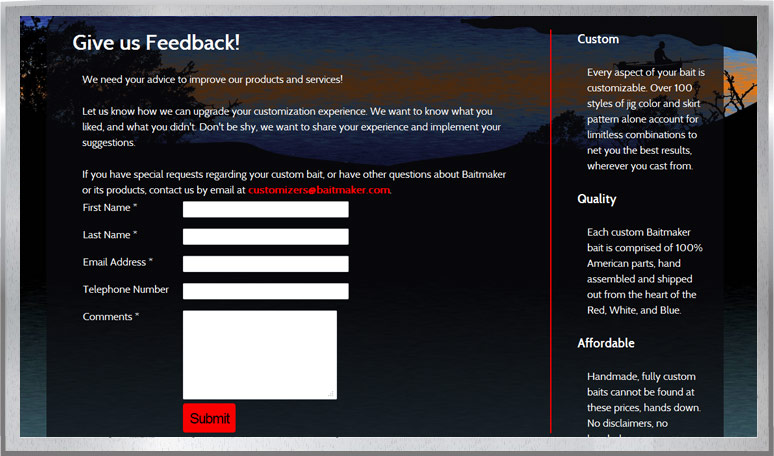 Give us Feedback!
We need your advice to improve our products and services!
Let us know how we can upgrade your customization experience. We want to know what you
liked, and what you didn't. Don't be shy, we want to share your experience and implement your
suggestions.
If you have special requests regarding your custom bait, or have other questions about Baitmaker
or its products, contact us by email at customizers@baitmaker.com.
First Name *
Last Name *
Email Address *
Telephone Number
Comments *
Submit
Custom
Every aspect of your bait is
customizable. Over 100
styles of jig color and skirt
pattern alone account for
limitless combinations to
net you the best results,
wherever you cast from.
Quality
Each custom Baitmaker
bait is comprised of 100%
American parts, hand
assembled and shipped
out from the heart of the
Red, White, and Blue.
Affordable
Handmade, fully custom
baits cannot be found at
these prices, hands down.
No disclaimers, no